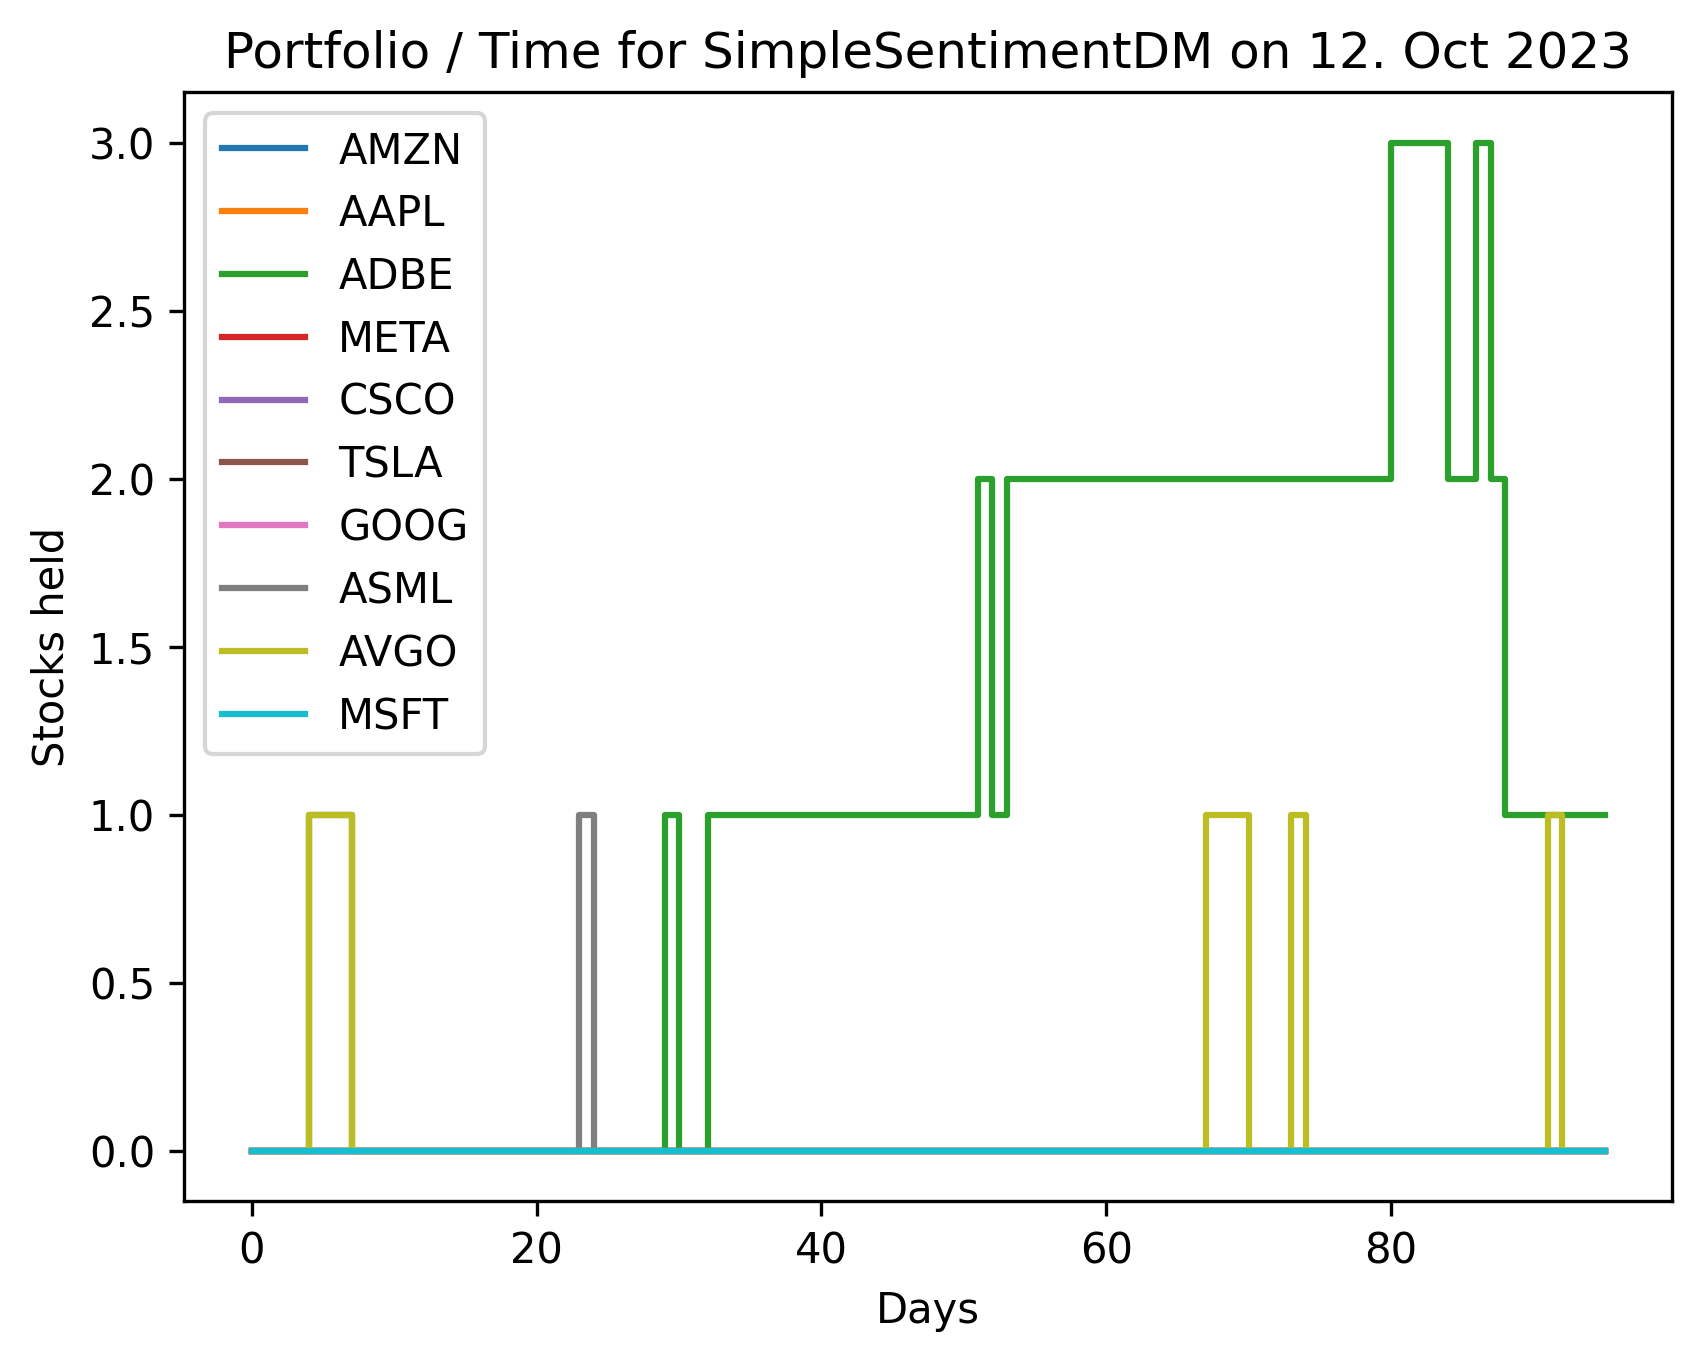 Portfolio / Time for SimpleSentimentDM on 12. Oct 2023
AMZN
AAPL
ADBE
META
CSCO
TSLA
GOOG
ASML
AVGO
MSFT
3.0
2.5
2.0
1.5
1.0
0.5
0.0
Stocks held
0 20 40 60 80
Days